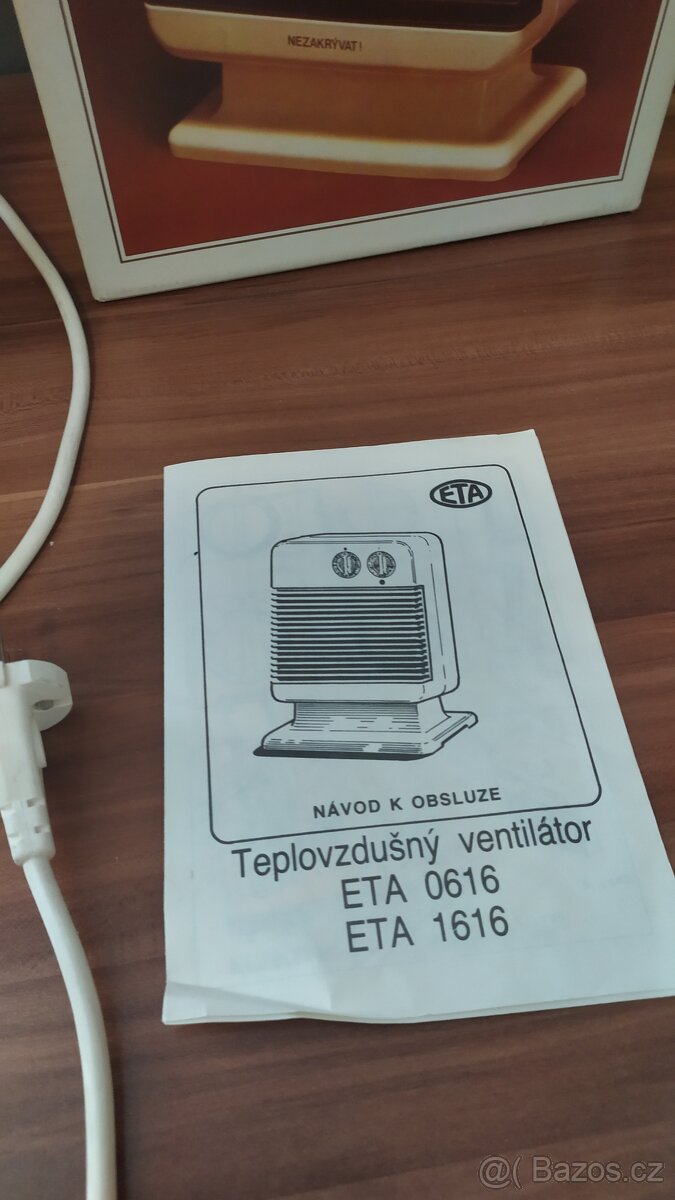 NEZAKRÝVAT!
ETA
NÁVOD K OBSLUZE
Teplovzdušný ventilátor
ETA 0616
ETA 1616
@( Bazos.cz